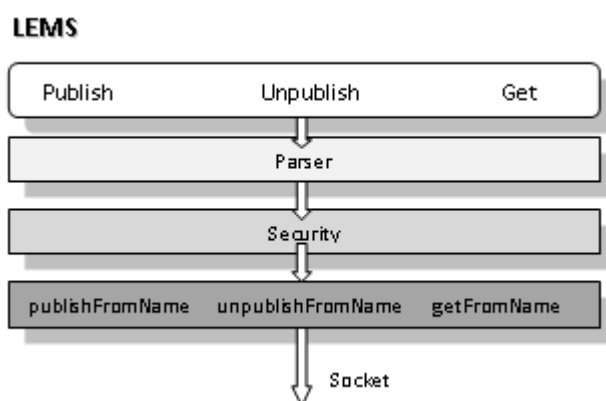 LEMS
Publish Unpublish Get
Parser
Security
publishFromName unpublishFromName getFromName
Socket